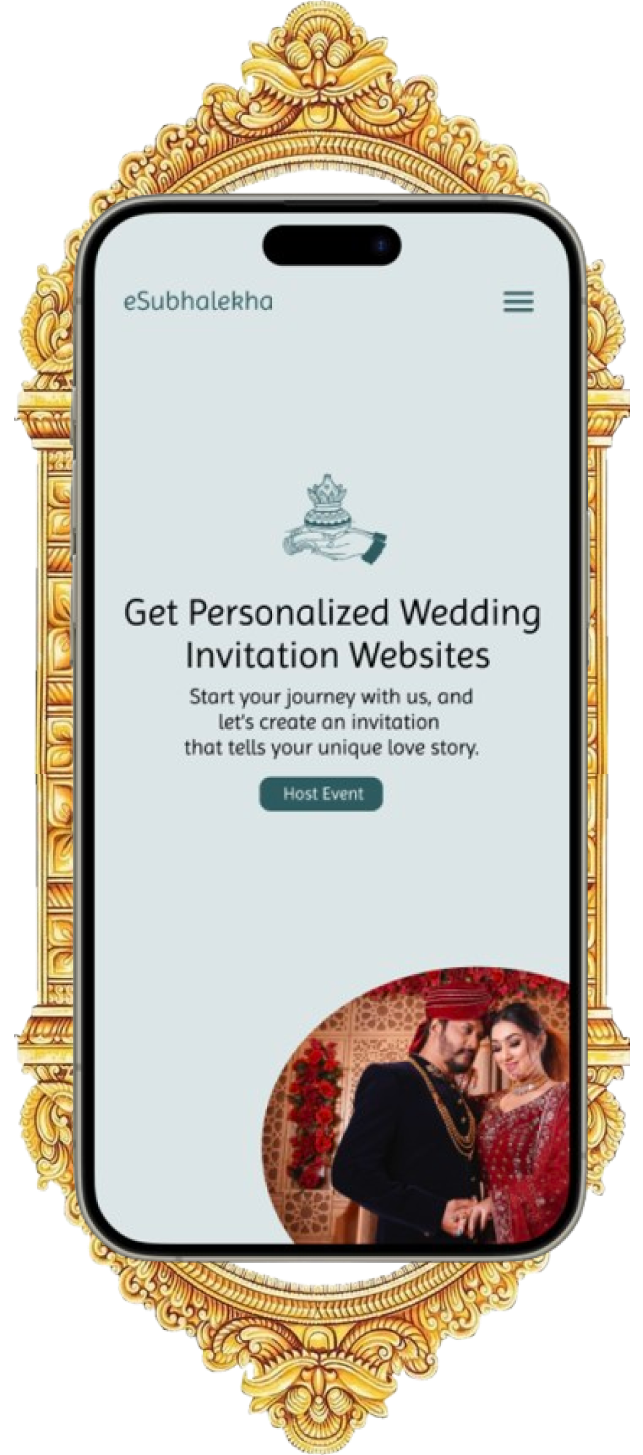 eSubhalekha
Get Personalized Wedding
Invitation Websites
Start your journey with us, and
let's create an invitation
that tells your unique love story.
Host Event